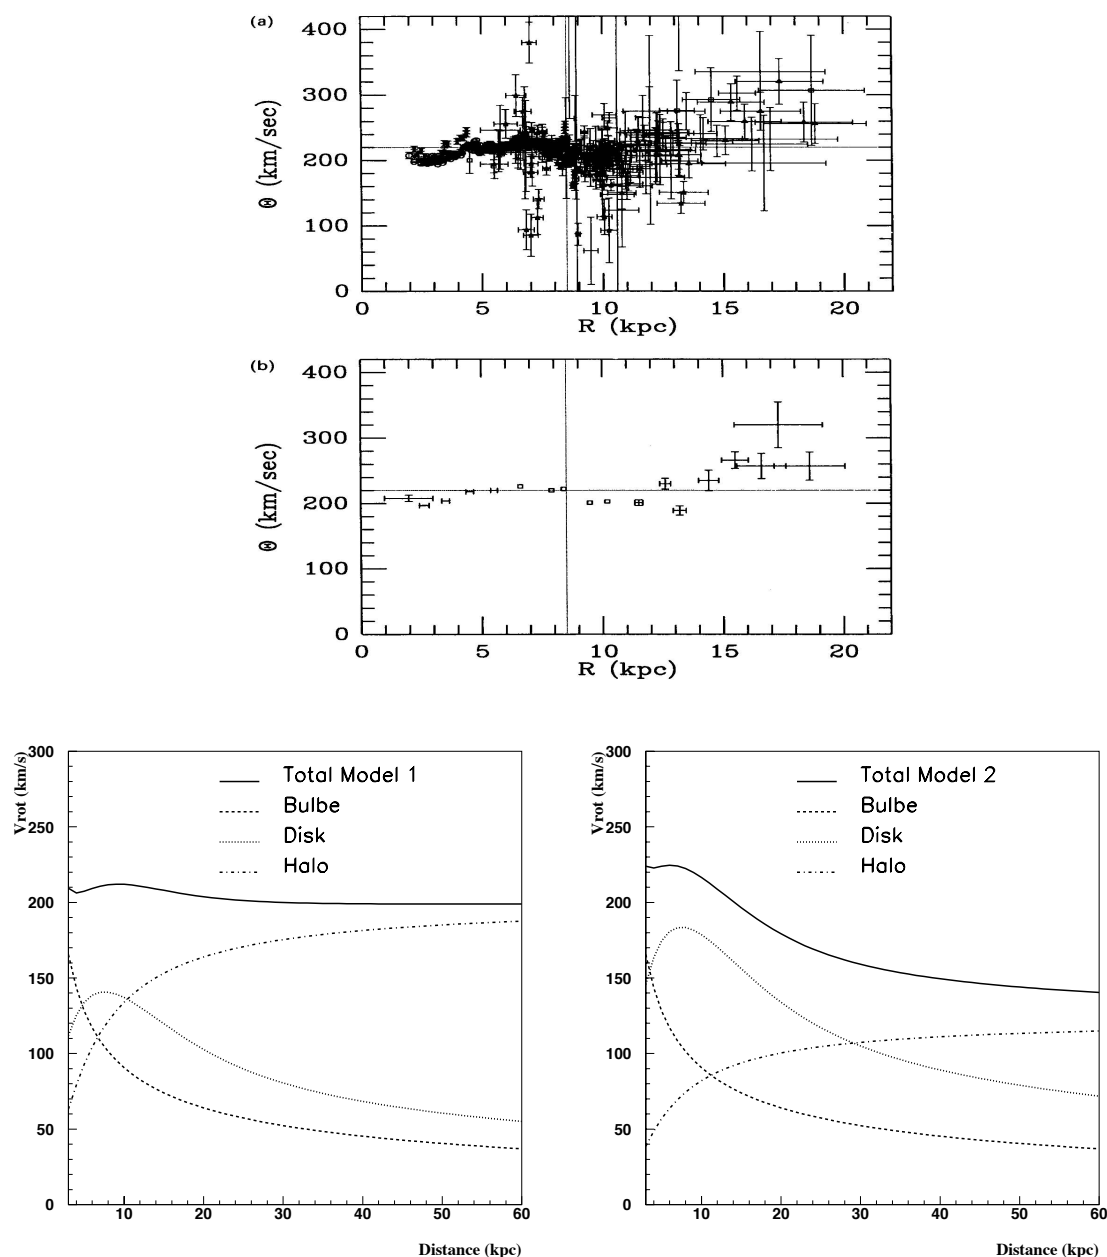 (a)
400
300
200
100
0
Θ (km/sec)
0 5 10 15 20
R (kpc)
(b)
400
300
200
100
0
Θ (km/sec)
0 5 10 15 20
R (kpc)
Vrot (km/s)
300
250
200
150
100
50
0
Total Model 1
Bulbe
Disk
Halo
10 20 30 40 50 60
Distance (kpc)
Vrot (km/s)
300
250
200
150
100
50
0
Total Model 2
Bulbe
Disk
Halo
10 20 30 40 50 60
Distance (kpc)